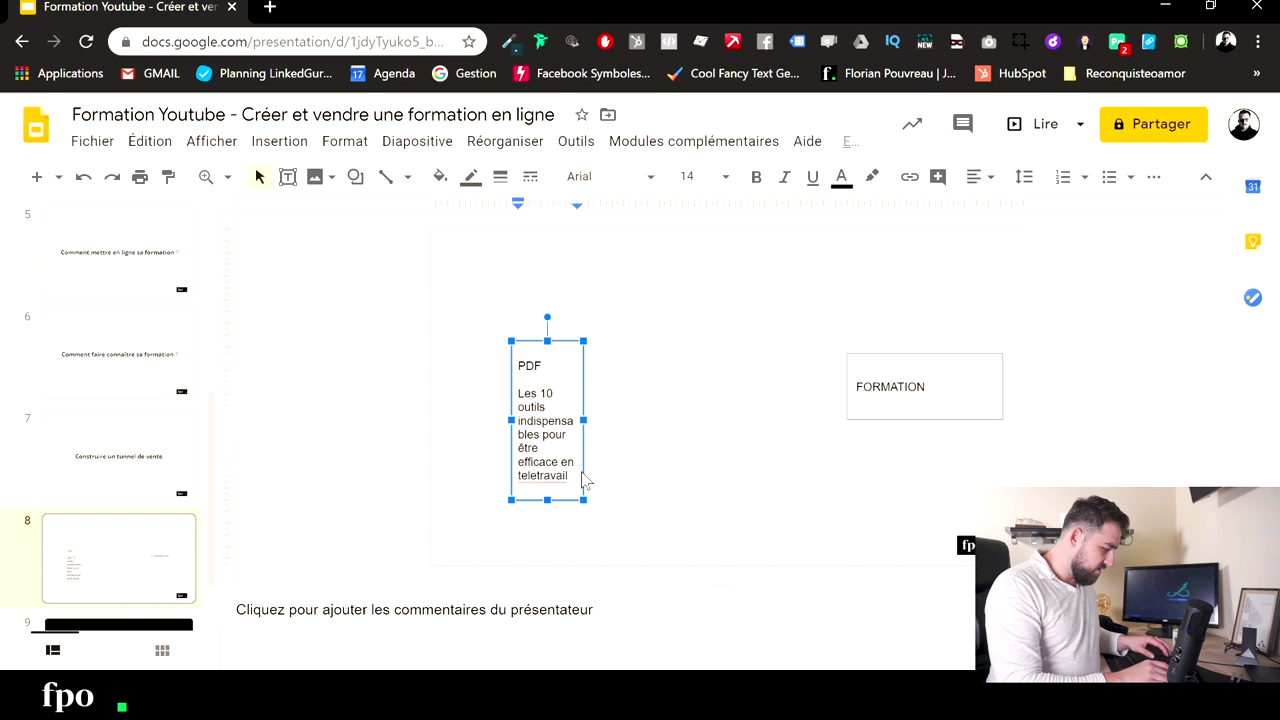 Formation Youtube - Créer et ver
docs.google.com/presentation/d/1jdyTyuko5_b...
Applications
GMAIL
Planning LinkedGur...
Agenda
Gestion
Facebook Symboles...
Cool Fancy Text Ge...
Florian Pouvreau | J...
HubSpot
Reconquisteoamor
»
Formation Youtube - Créer et vendre une formation en ligne
Lire
Partager
Fichier Édition Afficher Insertion Format Diapositive Réorganiser Outils Modules complémentaires Aide E...
Arial 14
5
Comment mettre en ligne sa formation ?
fpo
6
Comment faire connaître sa formation ?
7
Construire un tunnel de vente
8
9
PDF
Les 10
outils
indispensa
bles pour
être
efficace en
teletravail
FORMATION
fpo
Cliquez pour ajouter les commentaires du présentateur
fpo